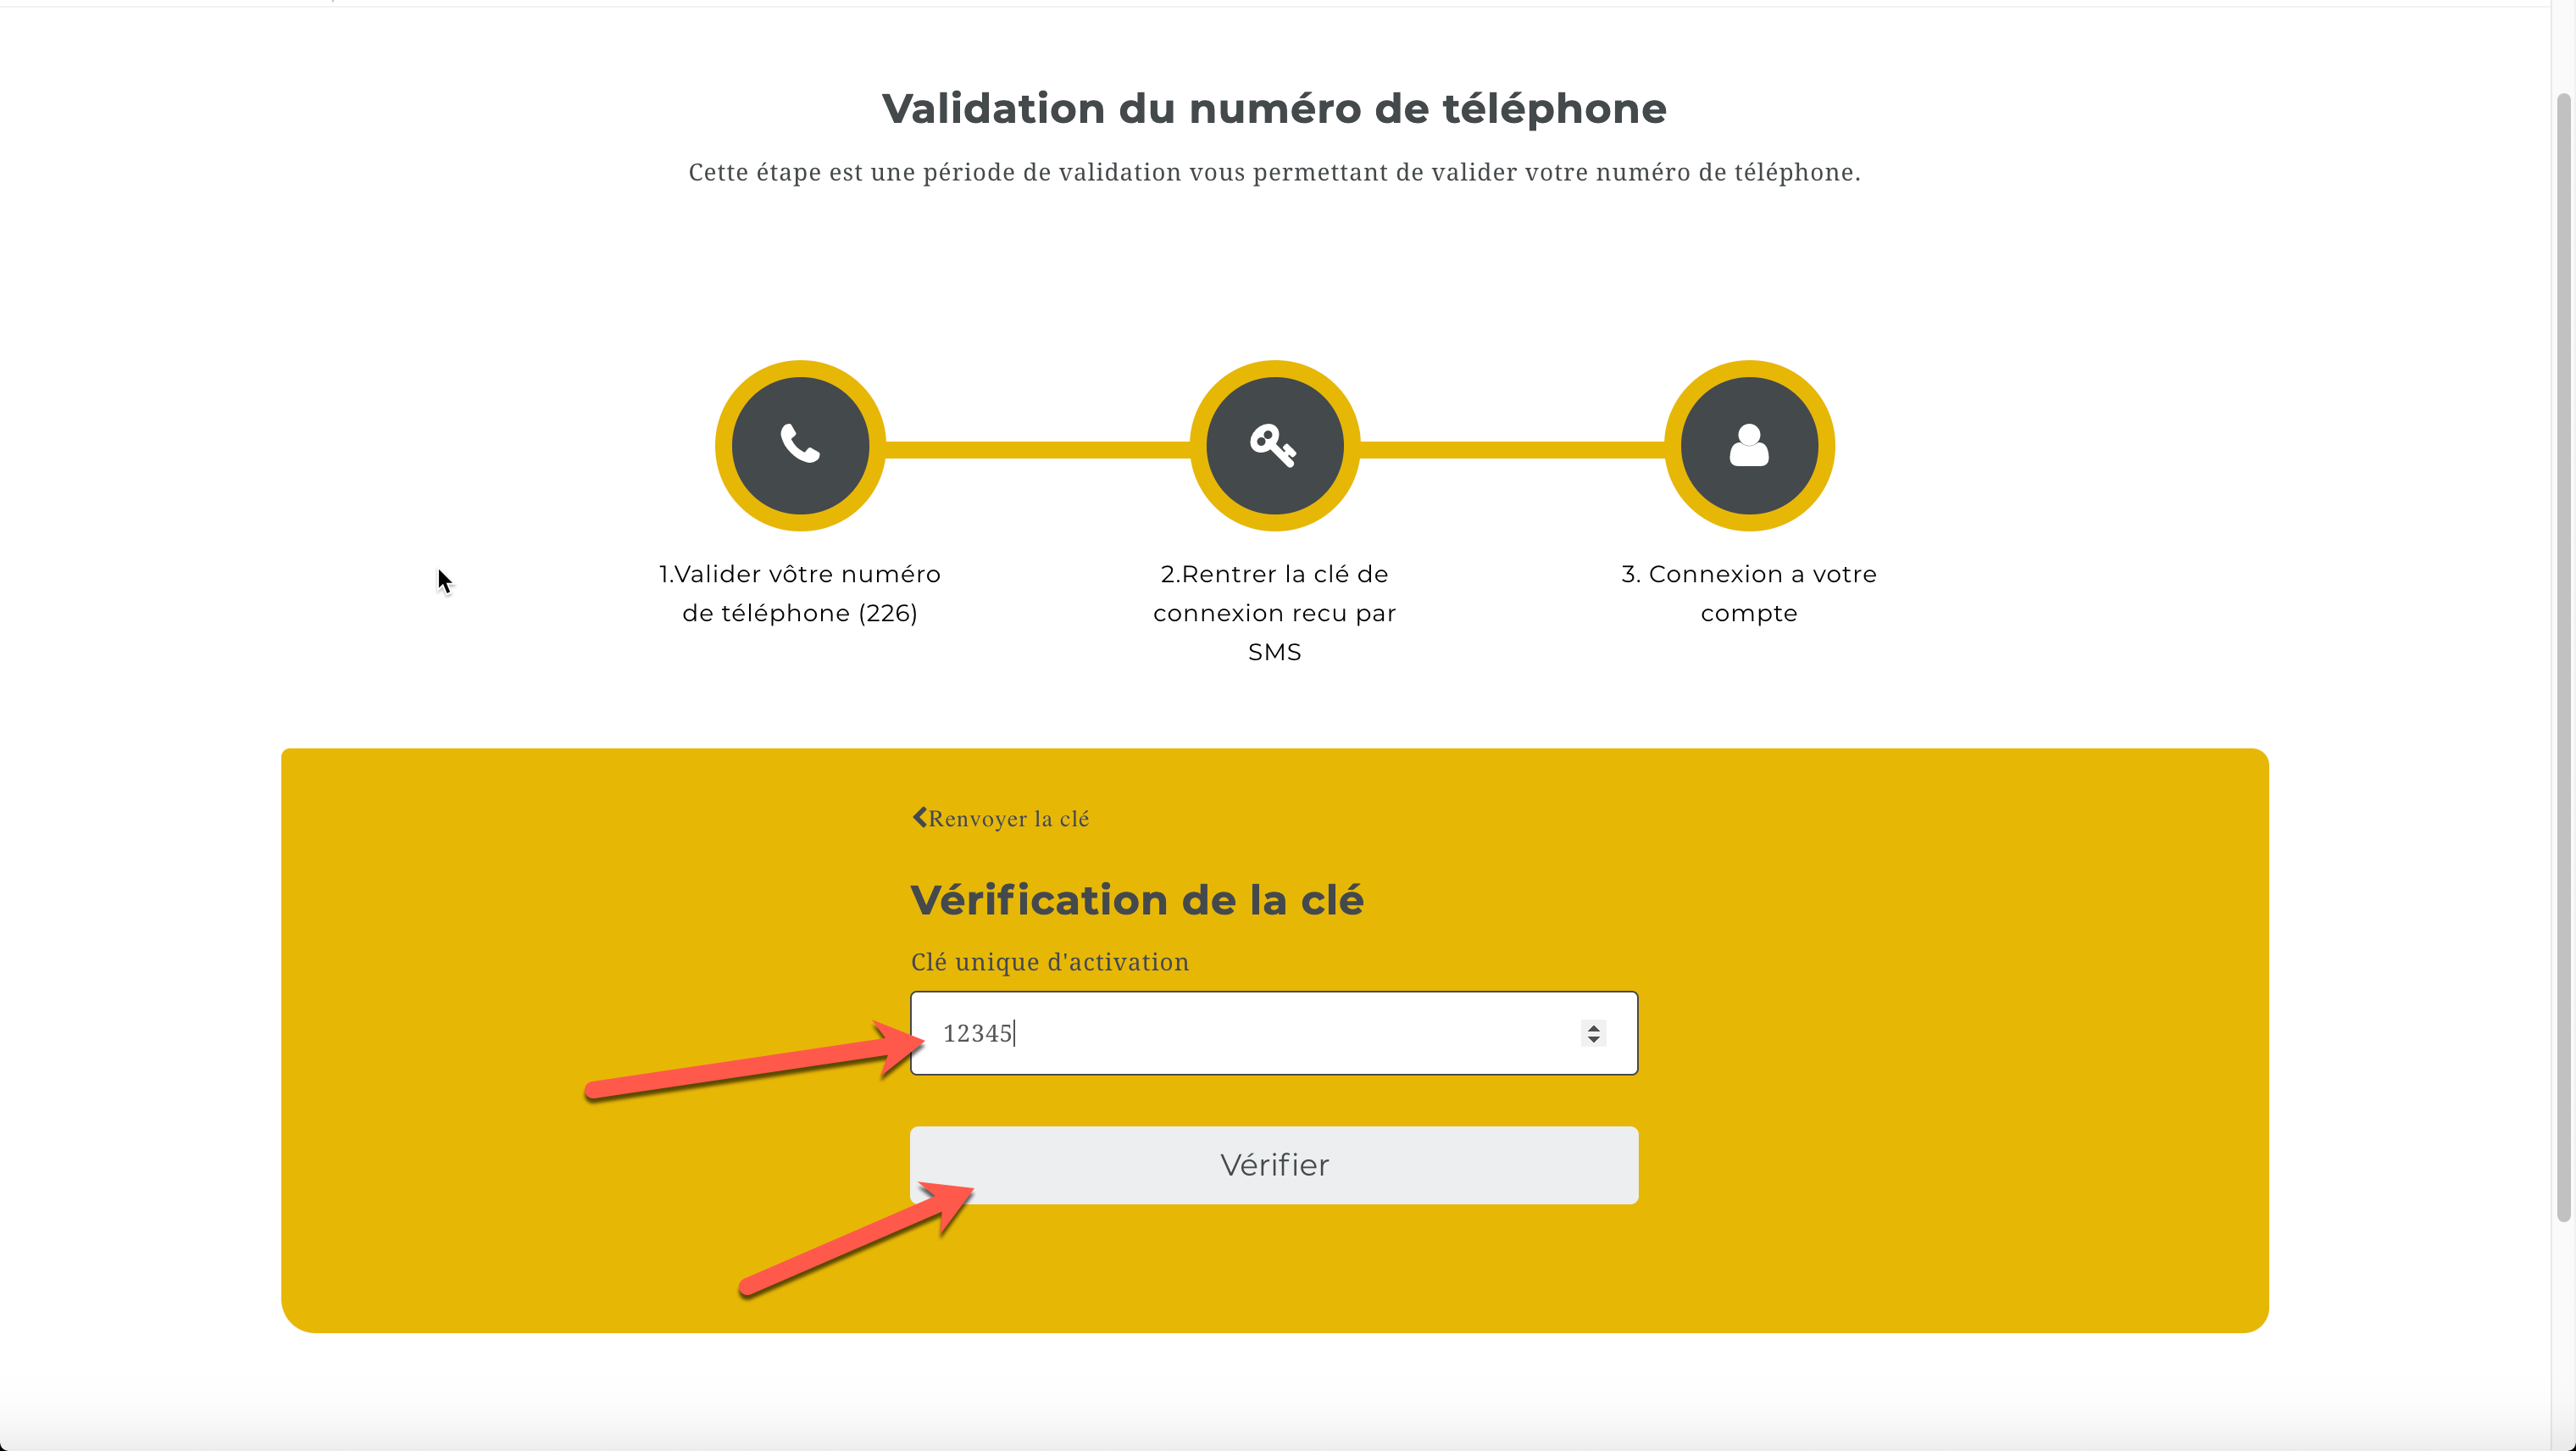 Validation du numéro de téléphone
Cette étape est une période de validation vous permettant de valider votre numéro de téléphone.
1.Valider vôtre numéro
de téléphone (226)
2.Rentrer la clé de
connexion recu par
SMS
3. Connexion a votre
compte
Renvoyer la clé
Vérification de la clé
Clé unique d'activation
12345
Vérifier